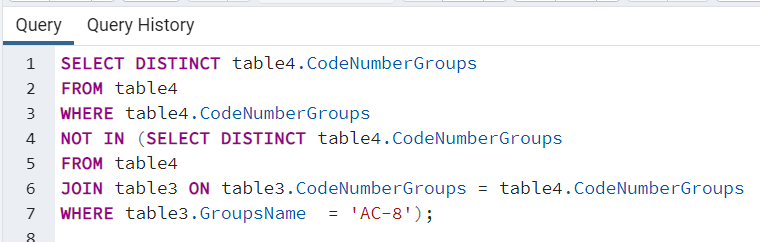 Query Query History
1 SELECT DISTINCT table4.CodeNumberGroups
2 FROM table4
3 WHERE table4.CodeNumberGroups
4 NOT IN (SELECT DISTINCT table4.CodeNumberGroups
5 FROM table4
6 JOIN table3 ON table3.CodeNumberGroups = table4.CodeNumberGroups
7 WHERE table3.GroupsName  = 'AC-8');
8